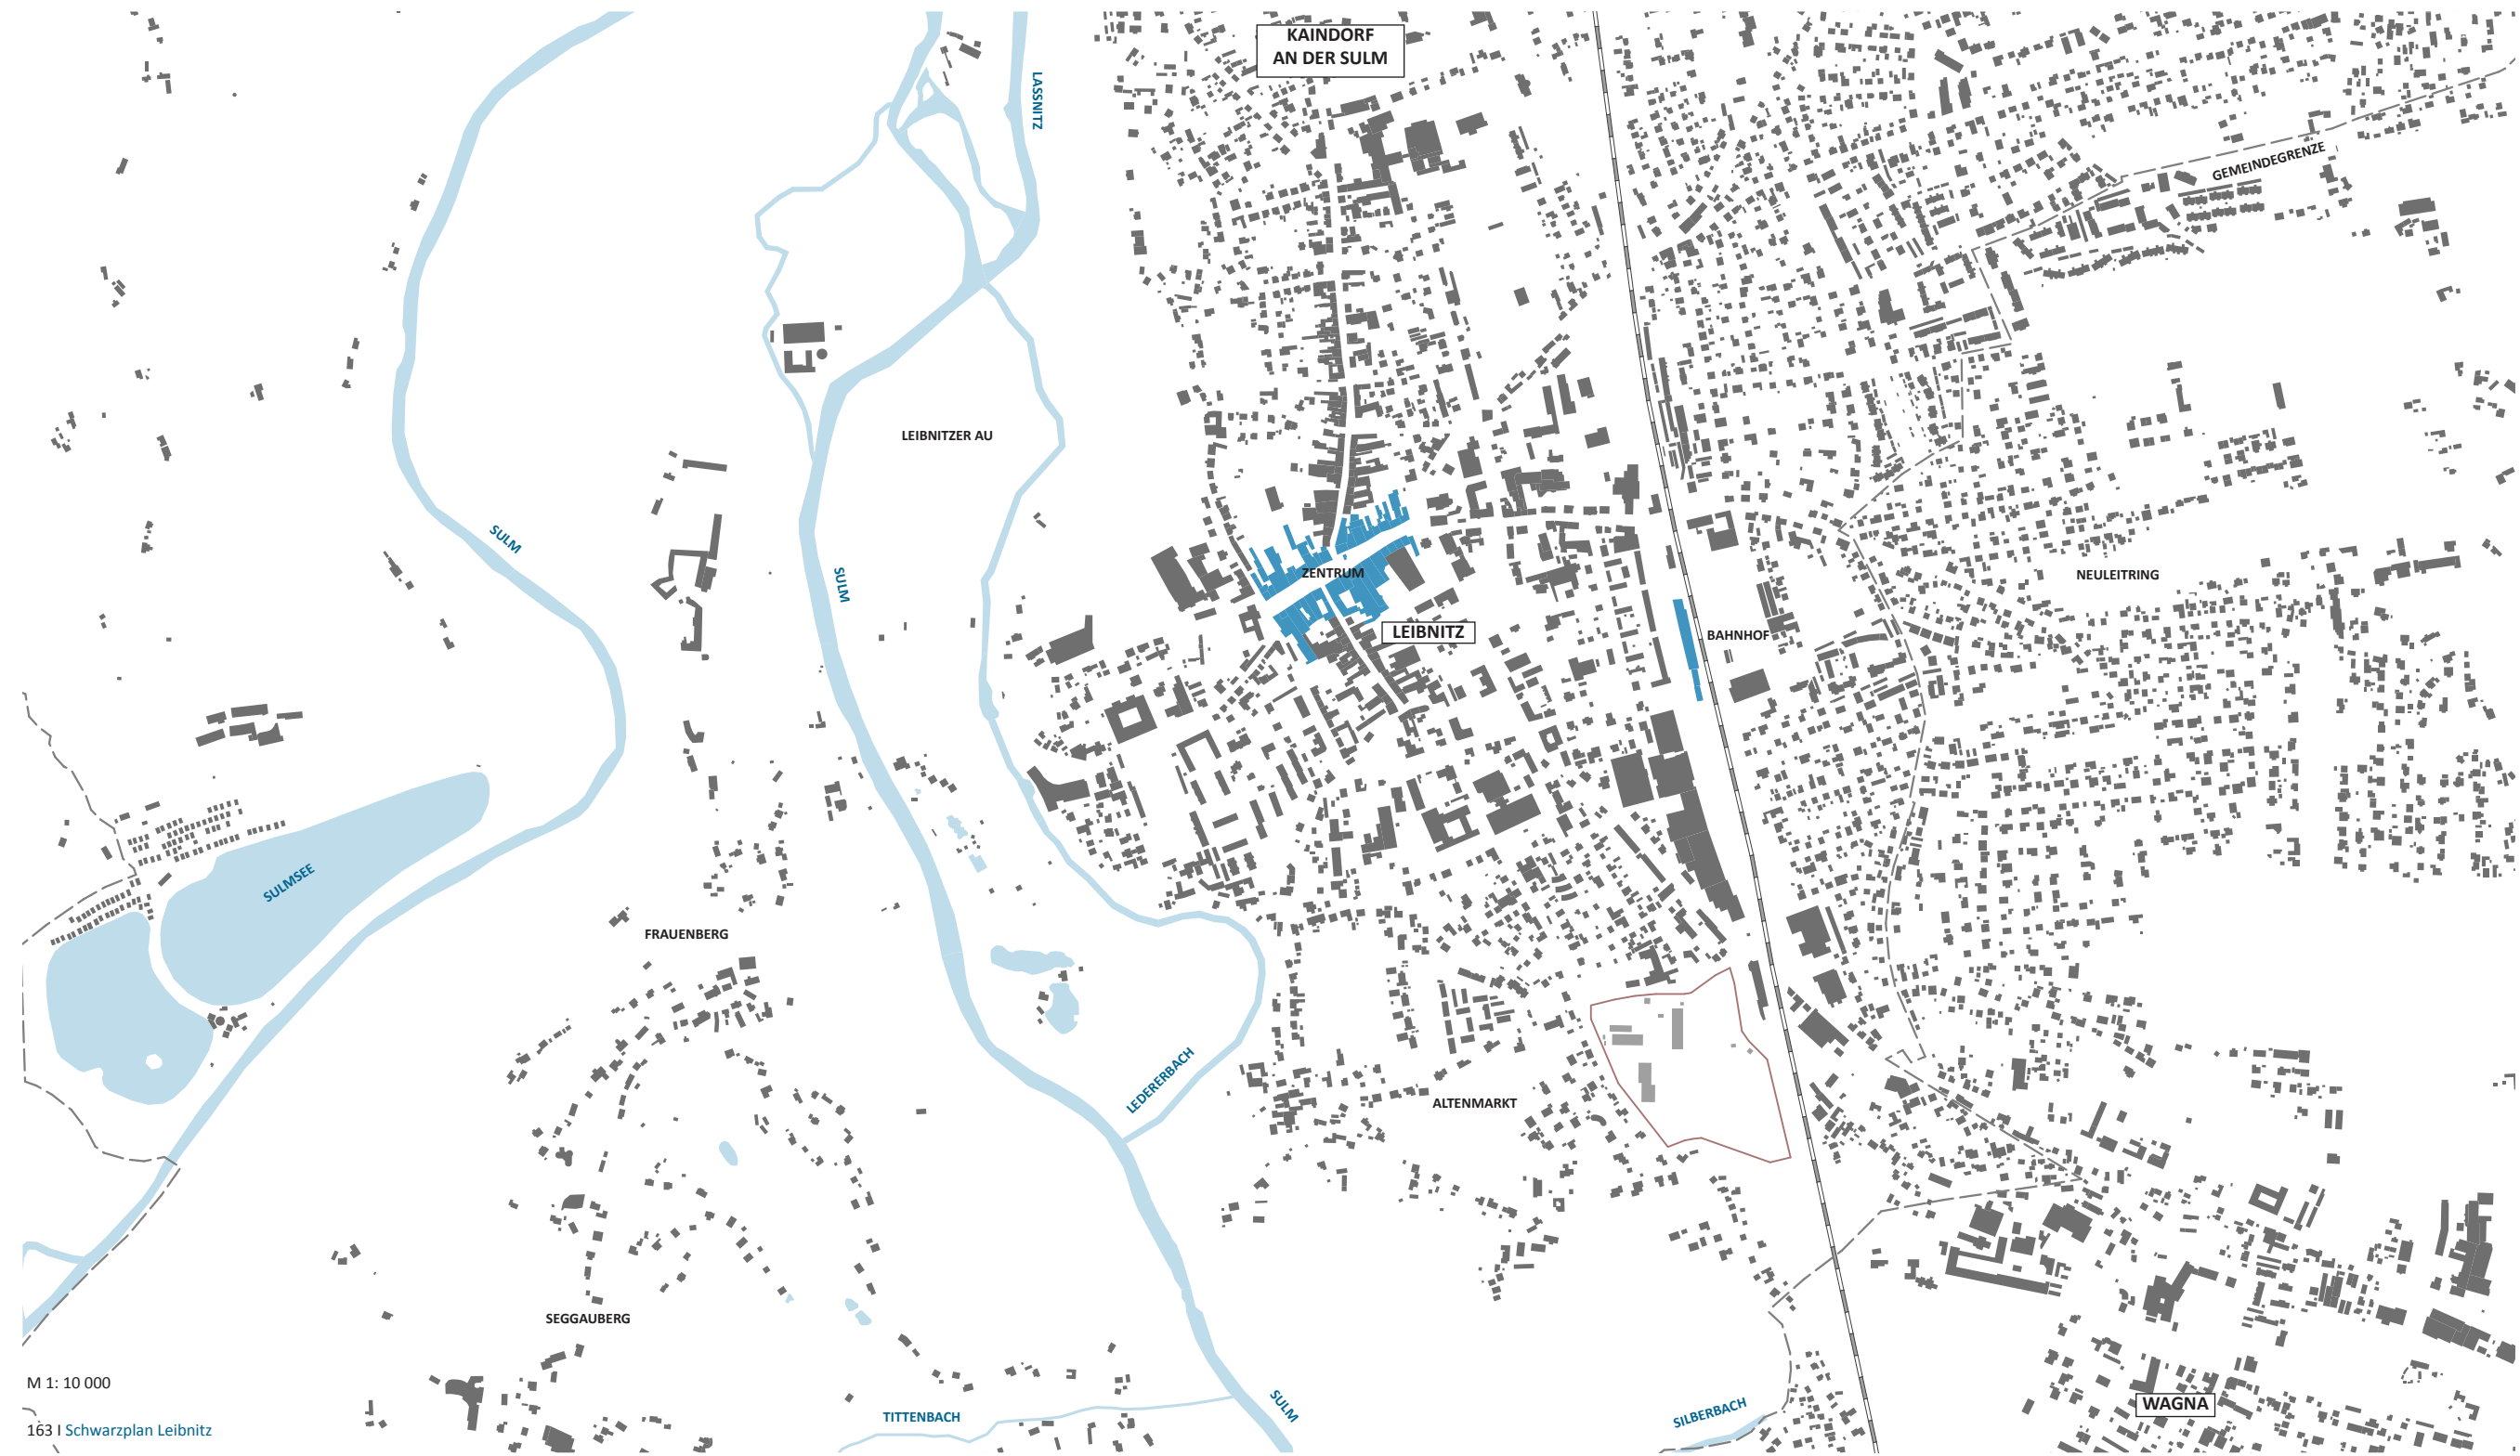 KAINDORF
AN DER SULM
LASSNITZ
GEMEINDEGRENZE
LEIBNITZER AU
SULM
SULM
ZENTRUM
NEULEITRING
LEIBNITZ
BAHNHOF
SULMSEE
FRAUENBERG
LEDERERBACH
ALTENMARKT
SEGGAUBERG
M 1: 10 000
WAGNA
SULM
SILBERBACH
TITTENBACH
163 I Schwarzplan Leibnitz